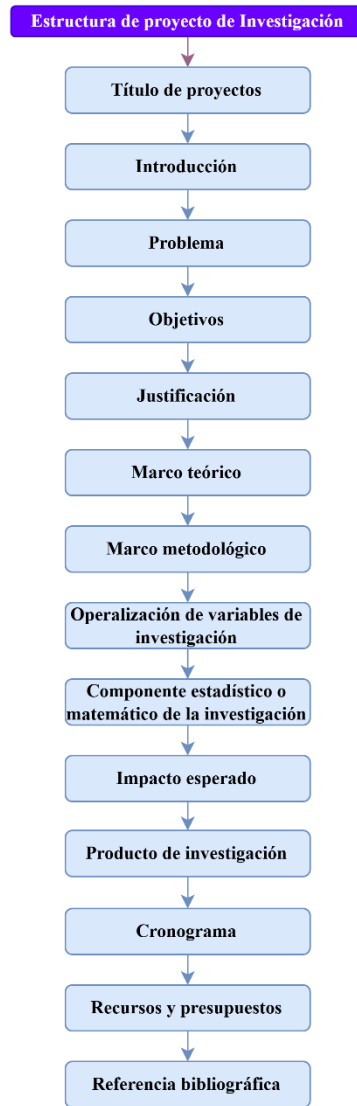 Estructura de proyecto de Investigación
Título de proyectos
Introducción
Problema
Objetivos
Justificación
Marco teórico
Marco metodológico
Operalización de variables de
investigación
Componente estadístico o
matemático de la investigación
Impacto esperado
Producto de investigación
Cronograma
Recursos y presupuestos
Referencia bibliográfica